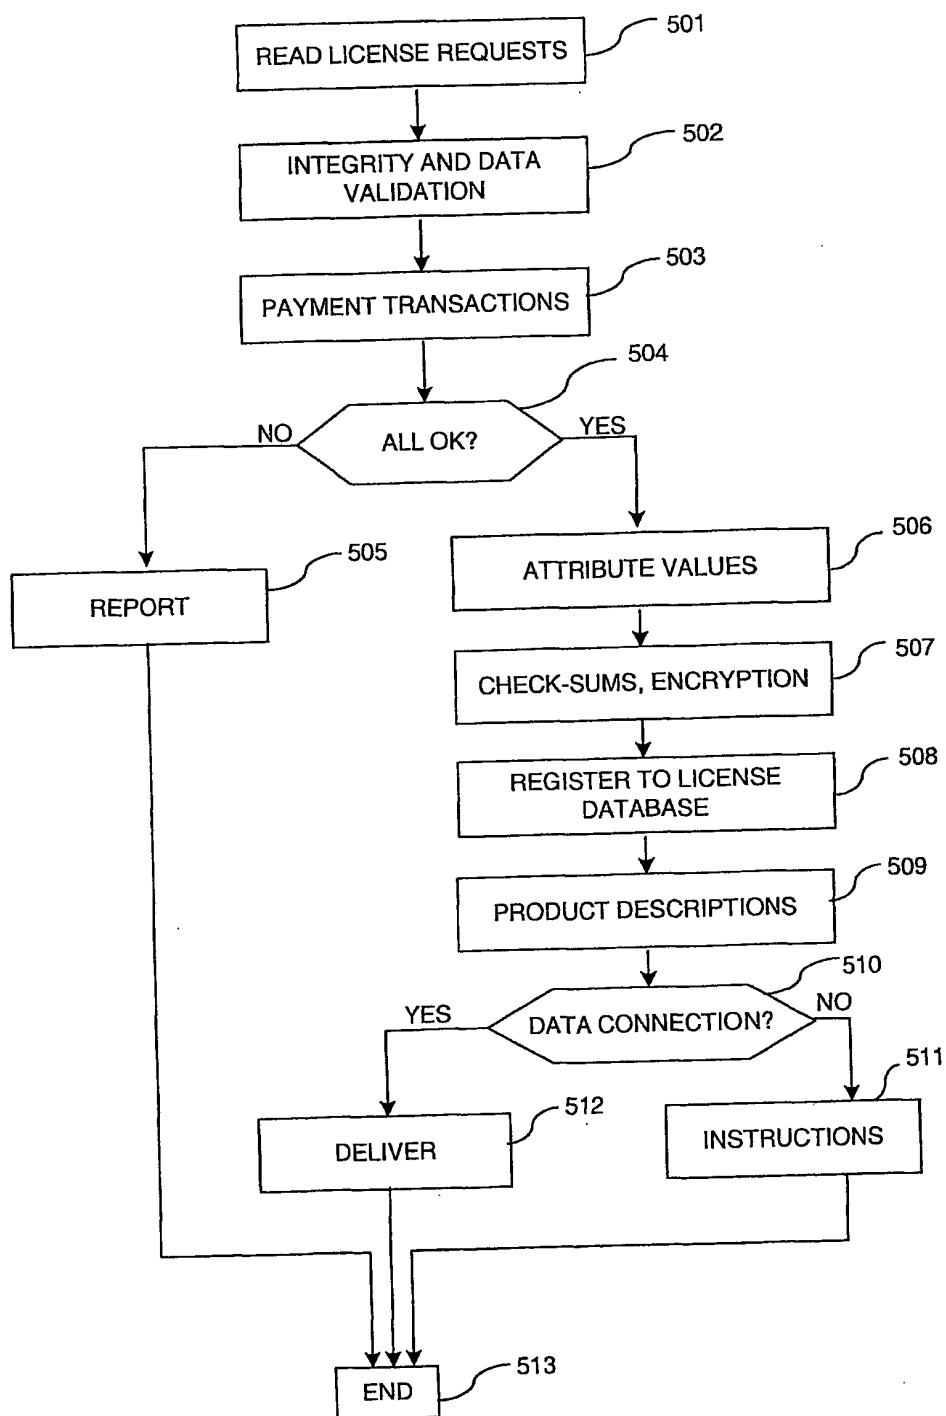 501
READ LICENSE REQUESTS
502
INTEGRITY AND DATA
VALIDATION
503
PAYMENT TRANSACTIONS
504
NO
ALL OK?
YES
505
REPORT
506
ATTRIBUTE VALUES
507
CHECK-SUMS, ENCRYPTION
508
REGISTER TO LICENSE
DATABASE
509
PRODUCT DESCRIPTIONS
510
YES
DATA CONNECTION?
NO
511
512
DELIVER
INSTRUCTIONS
513
END